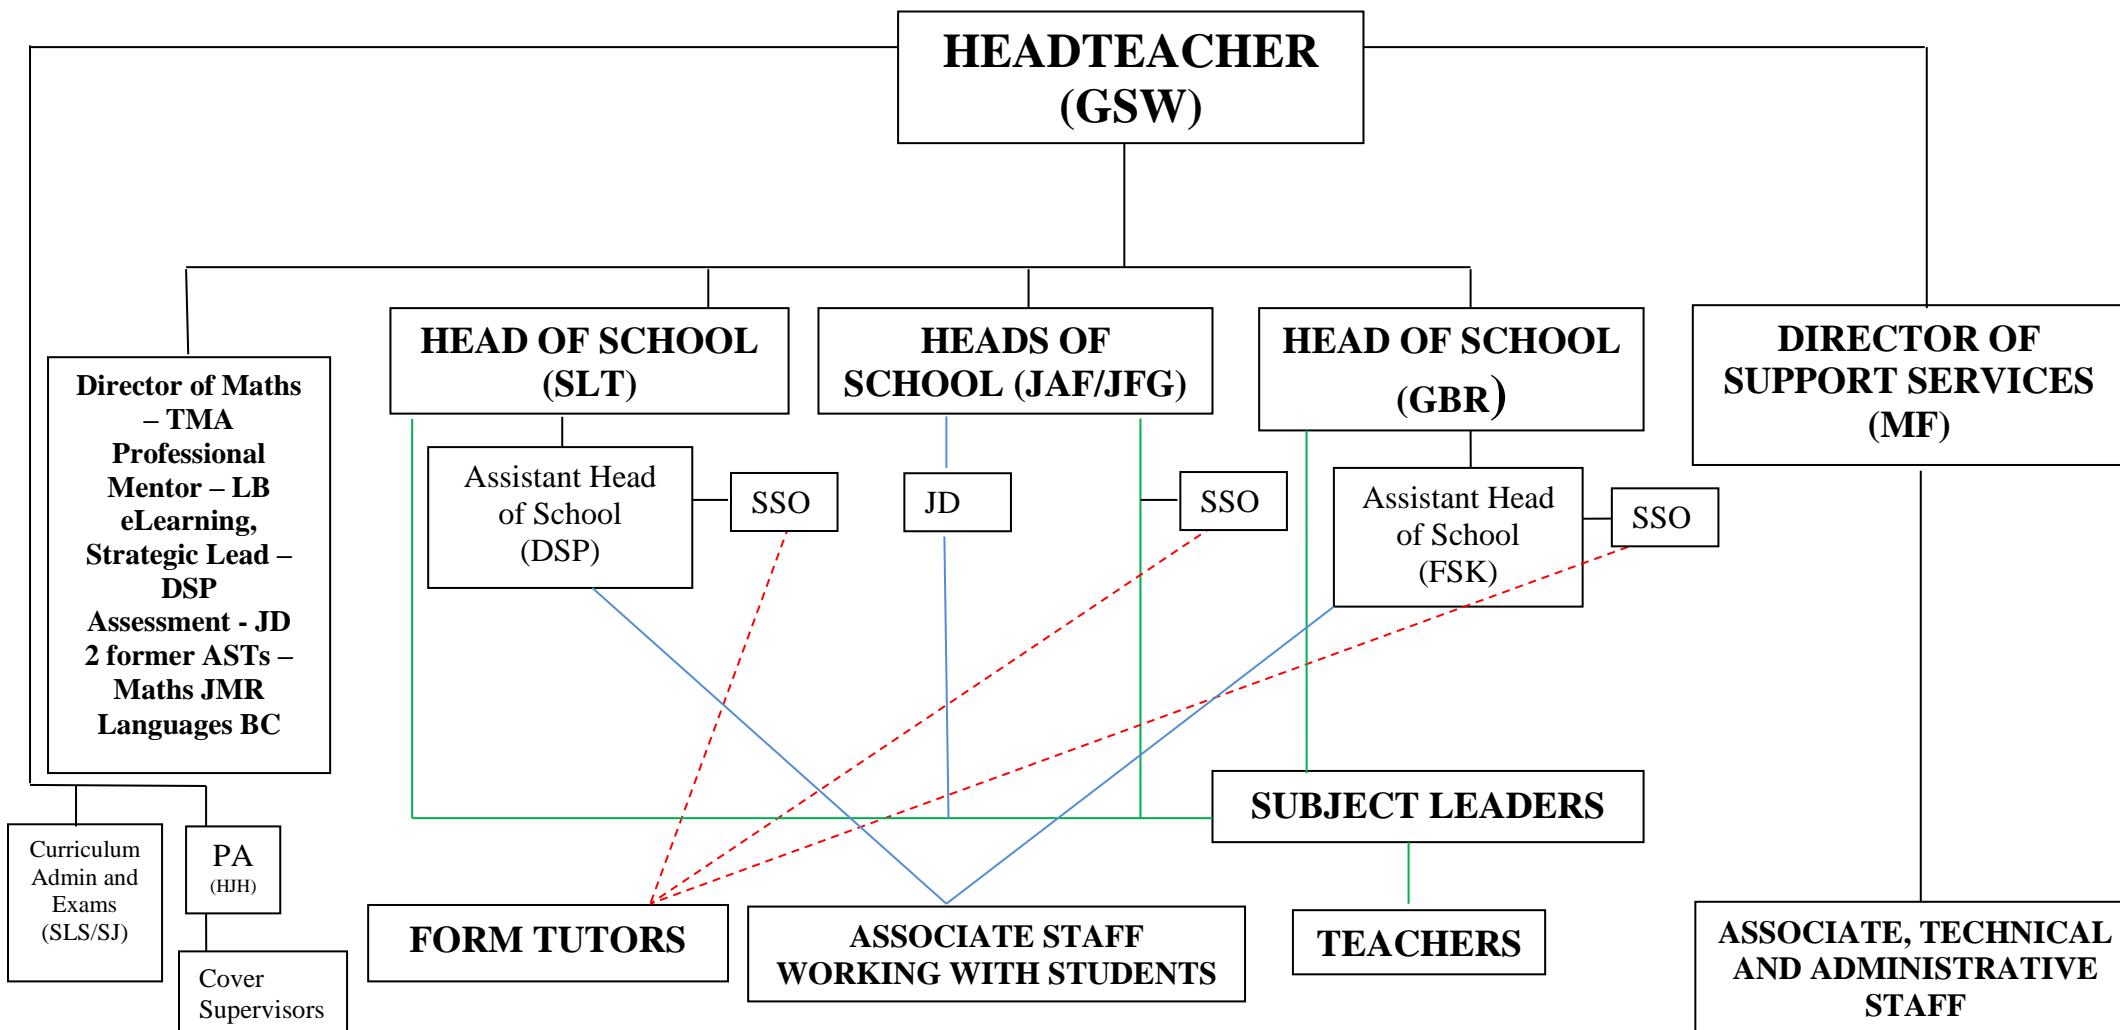 HEADTEACHER
(GSW)
HEAD OF SCHOOL
(SLT)
HEADS OF
SCHOOL (JAF/JFG)
HEAD OF SCHOOL
(GBR)
DIRECTOR OF
SUPPORT SERVICES
(MF)
Director of Maths
– TMA
Professional
Mentor – LB
eLearning,
Strategic Lead –
DSP
Assessment - JD
2 former ASTs –
Maths JMR
Languages BC
Assistant Head
of School
(DSP)
SSO
JD
SSO
Assistant Head
of School
(FSK)
SSO
SUBJECT LEADERS
Curriculum
Admin and
Exams
(SLS/SJ)
PA
(HJH)
Cover
Supervisors
FORM TUTORS
ASSOCIATE STAFF
WORKING WITH STUDENTS
TEACHERS
ASSOCIATE, TECHNICAL
AND ADMINISTRATIVE
STAFF